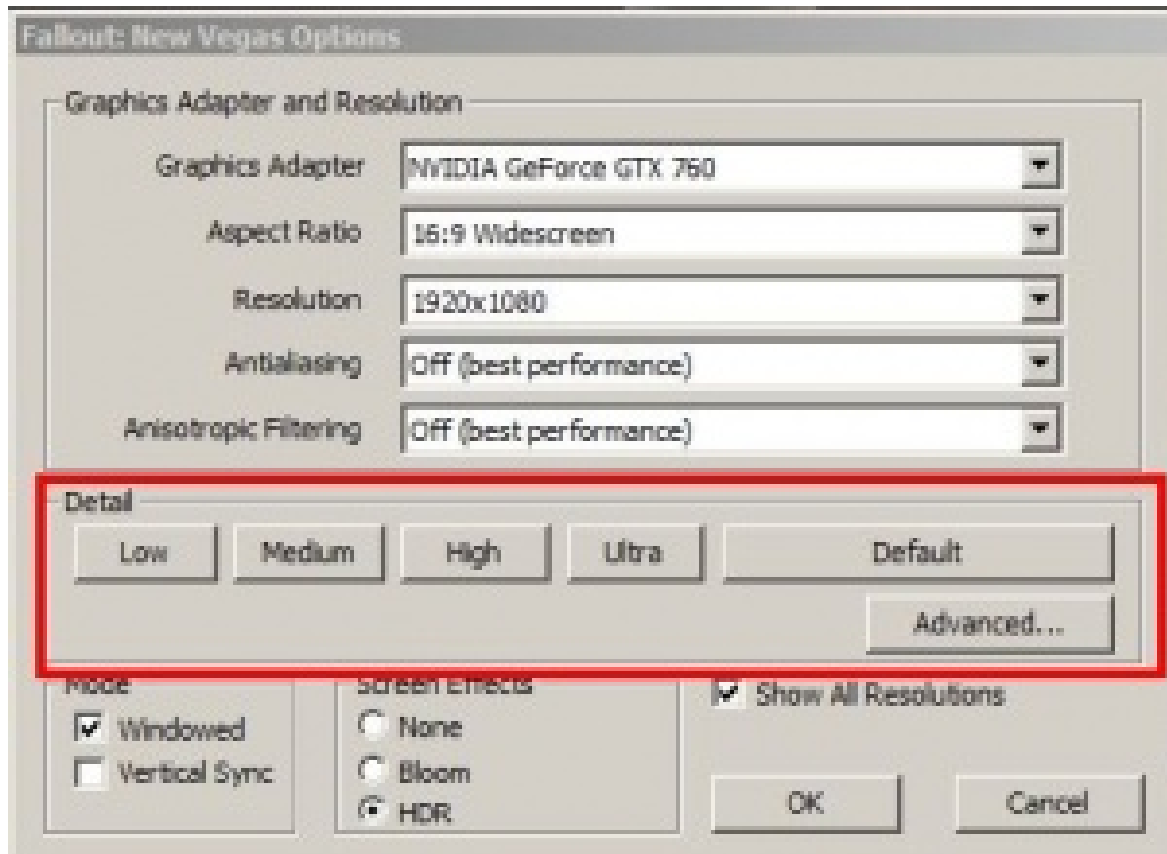 Fallout: New Vegas Options
Graphics Adapter and Resolution
Graphics Adapter NVIDIA GeForce GTX 760
Aspect Ratio 16:9 Widescreen
Resolution 1920x1080
Antialiasing Off (best performance)
Anisotropic Filtering Off (best performance)
Detail
Low Medium High Ultra Default
Advanced...
Mode Screen Effects Show All Resolutions
Windowed None
Vertical Sync Bloom
HDR OK Cancel